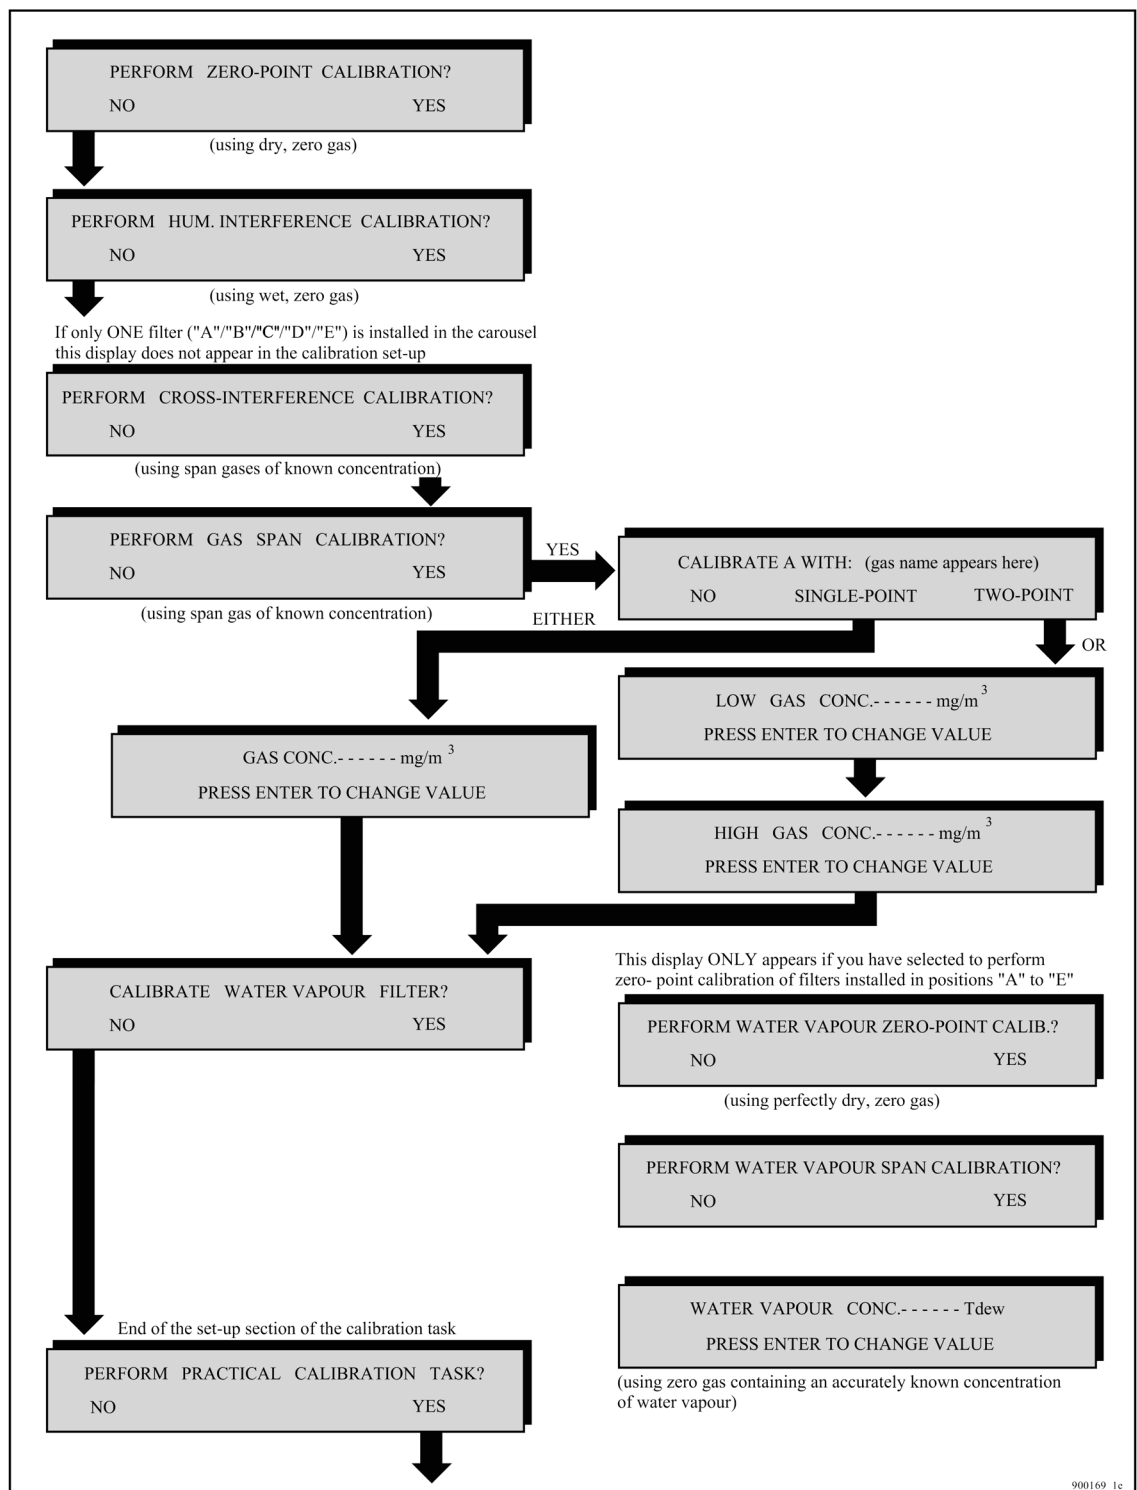 PERFORM ZERO-POINT CALIBRATION?
NO YES
(using dry, zero gas)
PERFORM HUM. INTERFERENCE CALIBRATION?
NO YES
(using wet, zero gas)
If only ONE filter ("A"/"B"/"C"/"D"/"E") is installed in the carousel
this display does not appear in the calibration set-up
PERFORM CROSS-INTERFERENCE CALIBRATION?
NO YES
(using span gases of known concentration)
PERFORM GAS SPAN CALIBRATION?
NO YES
(using span gas of known concentration)
YES
CALIBRATE A WITH: (gas name appears here)
NO SINGLE-POINT TWO-POINT
EITHER
OR
LOW GAS CONC.- - - - - - mg/m 3
PRESS ENTER TO CHANGE VALUE
GAS CONC.- - - - - - mg/m 3
PRESS ENTER TO CHANGE VALUE
HIGH GAS CONC.- - - - - - mg/m 3
PRESS ENTER TO CHANGE VALUE
CALIBRATE WATER VAPOUR FILTER?
NO YES
This display ONLY appears if you have selected to perform
zero- point calibration of filters installed in positions "A" to "E"
PERFORM WATER VAPOUR ZERO-POINT CALIB.?
NO YES
(using perfectly dry, zero gas)
PERFORM WATER VAPOUR SPAN CALIBRATION?
NO YES
WATER VAPOUR CONC.- - - - - - Tdew
PRESS ENTER TO CHANGE VALUE
(using zero gas containing an accurately known concentration
of water vapour)
End of the set-up section of the calibration task
PERFORM PRACTICAL CALIBRATION TASK?
NO YES
900169 1e